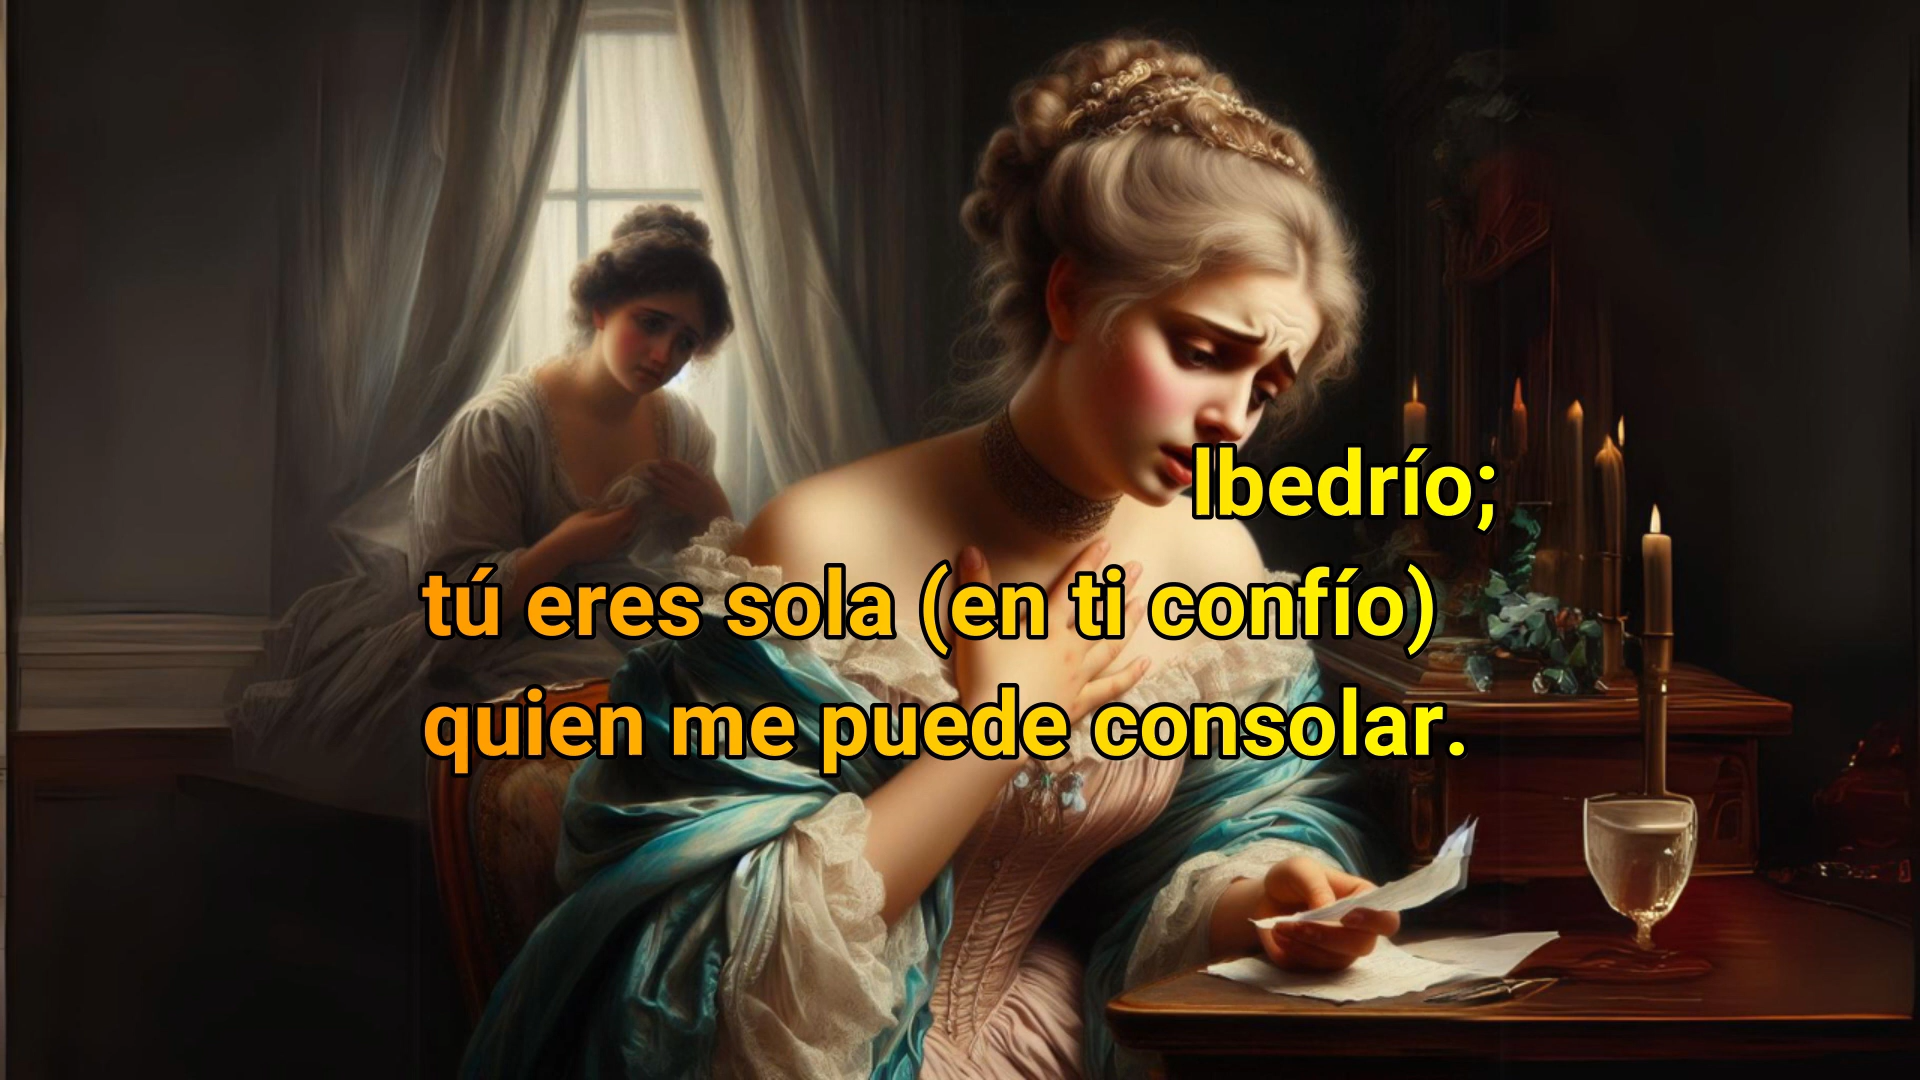 lbedrío;
tú eres sola (en ti confío)
quien me puede consolar.